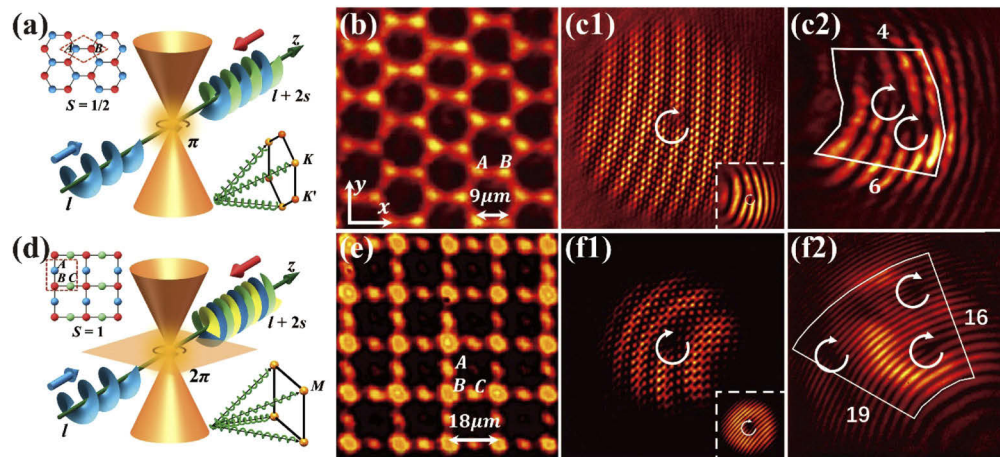 (a)
A B
S = 1/2
z
l + 2s
π
l
K
K'
(b)
A B
9μm
y
x
(c1)
(c2)
4
6
(d)
A
B C
S = 1
z
l + 2s
2π
l
M
(e)
A
B C
18μm
(f1)
(f2)
16
19